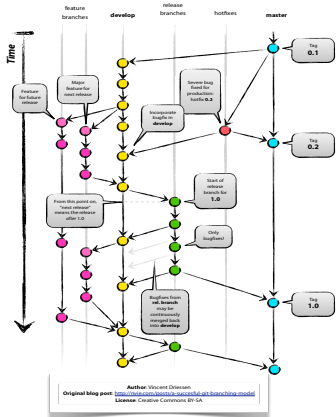 feature
branches
develop
release
branches
hotfixes
master
Time
Tag
0.1
Major
feature for
next release
Feature
for future
release
Severe bug
fixed for
production:
hotfix 0.2
Incorporate
bugfix in
develop
Tag
0.2
Start of
release
branch for
1.0
From this point on,
"next release"
means the release
after 1.0
Only
bugfixes!
Bugfixes from
rel. branch
may be
continuously
merged back
into develop
Tag
1.0
Author: Vincent Driessen
Original blog post: http://nvie.com/posts/a-succesful-git-branching-model
License: Creative Commons BY-SA